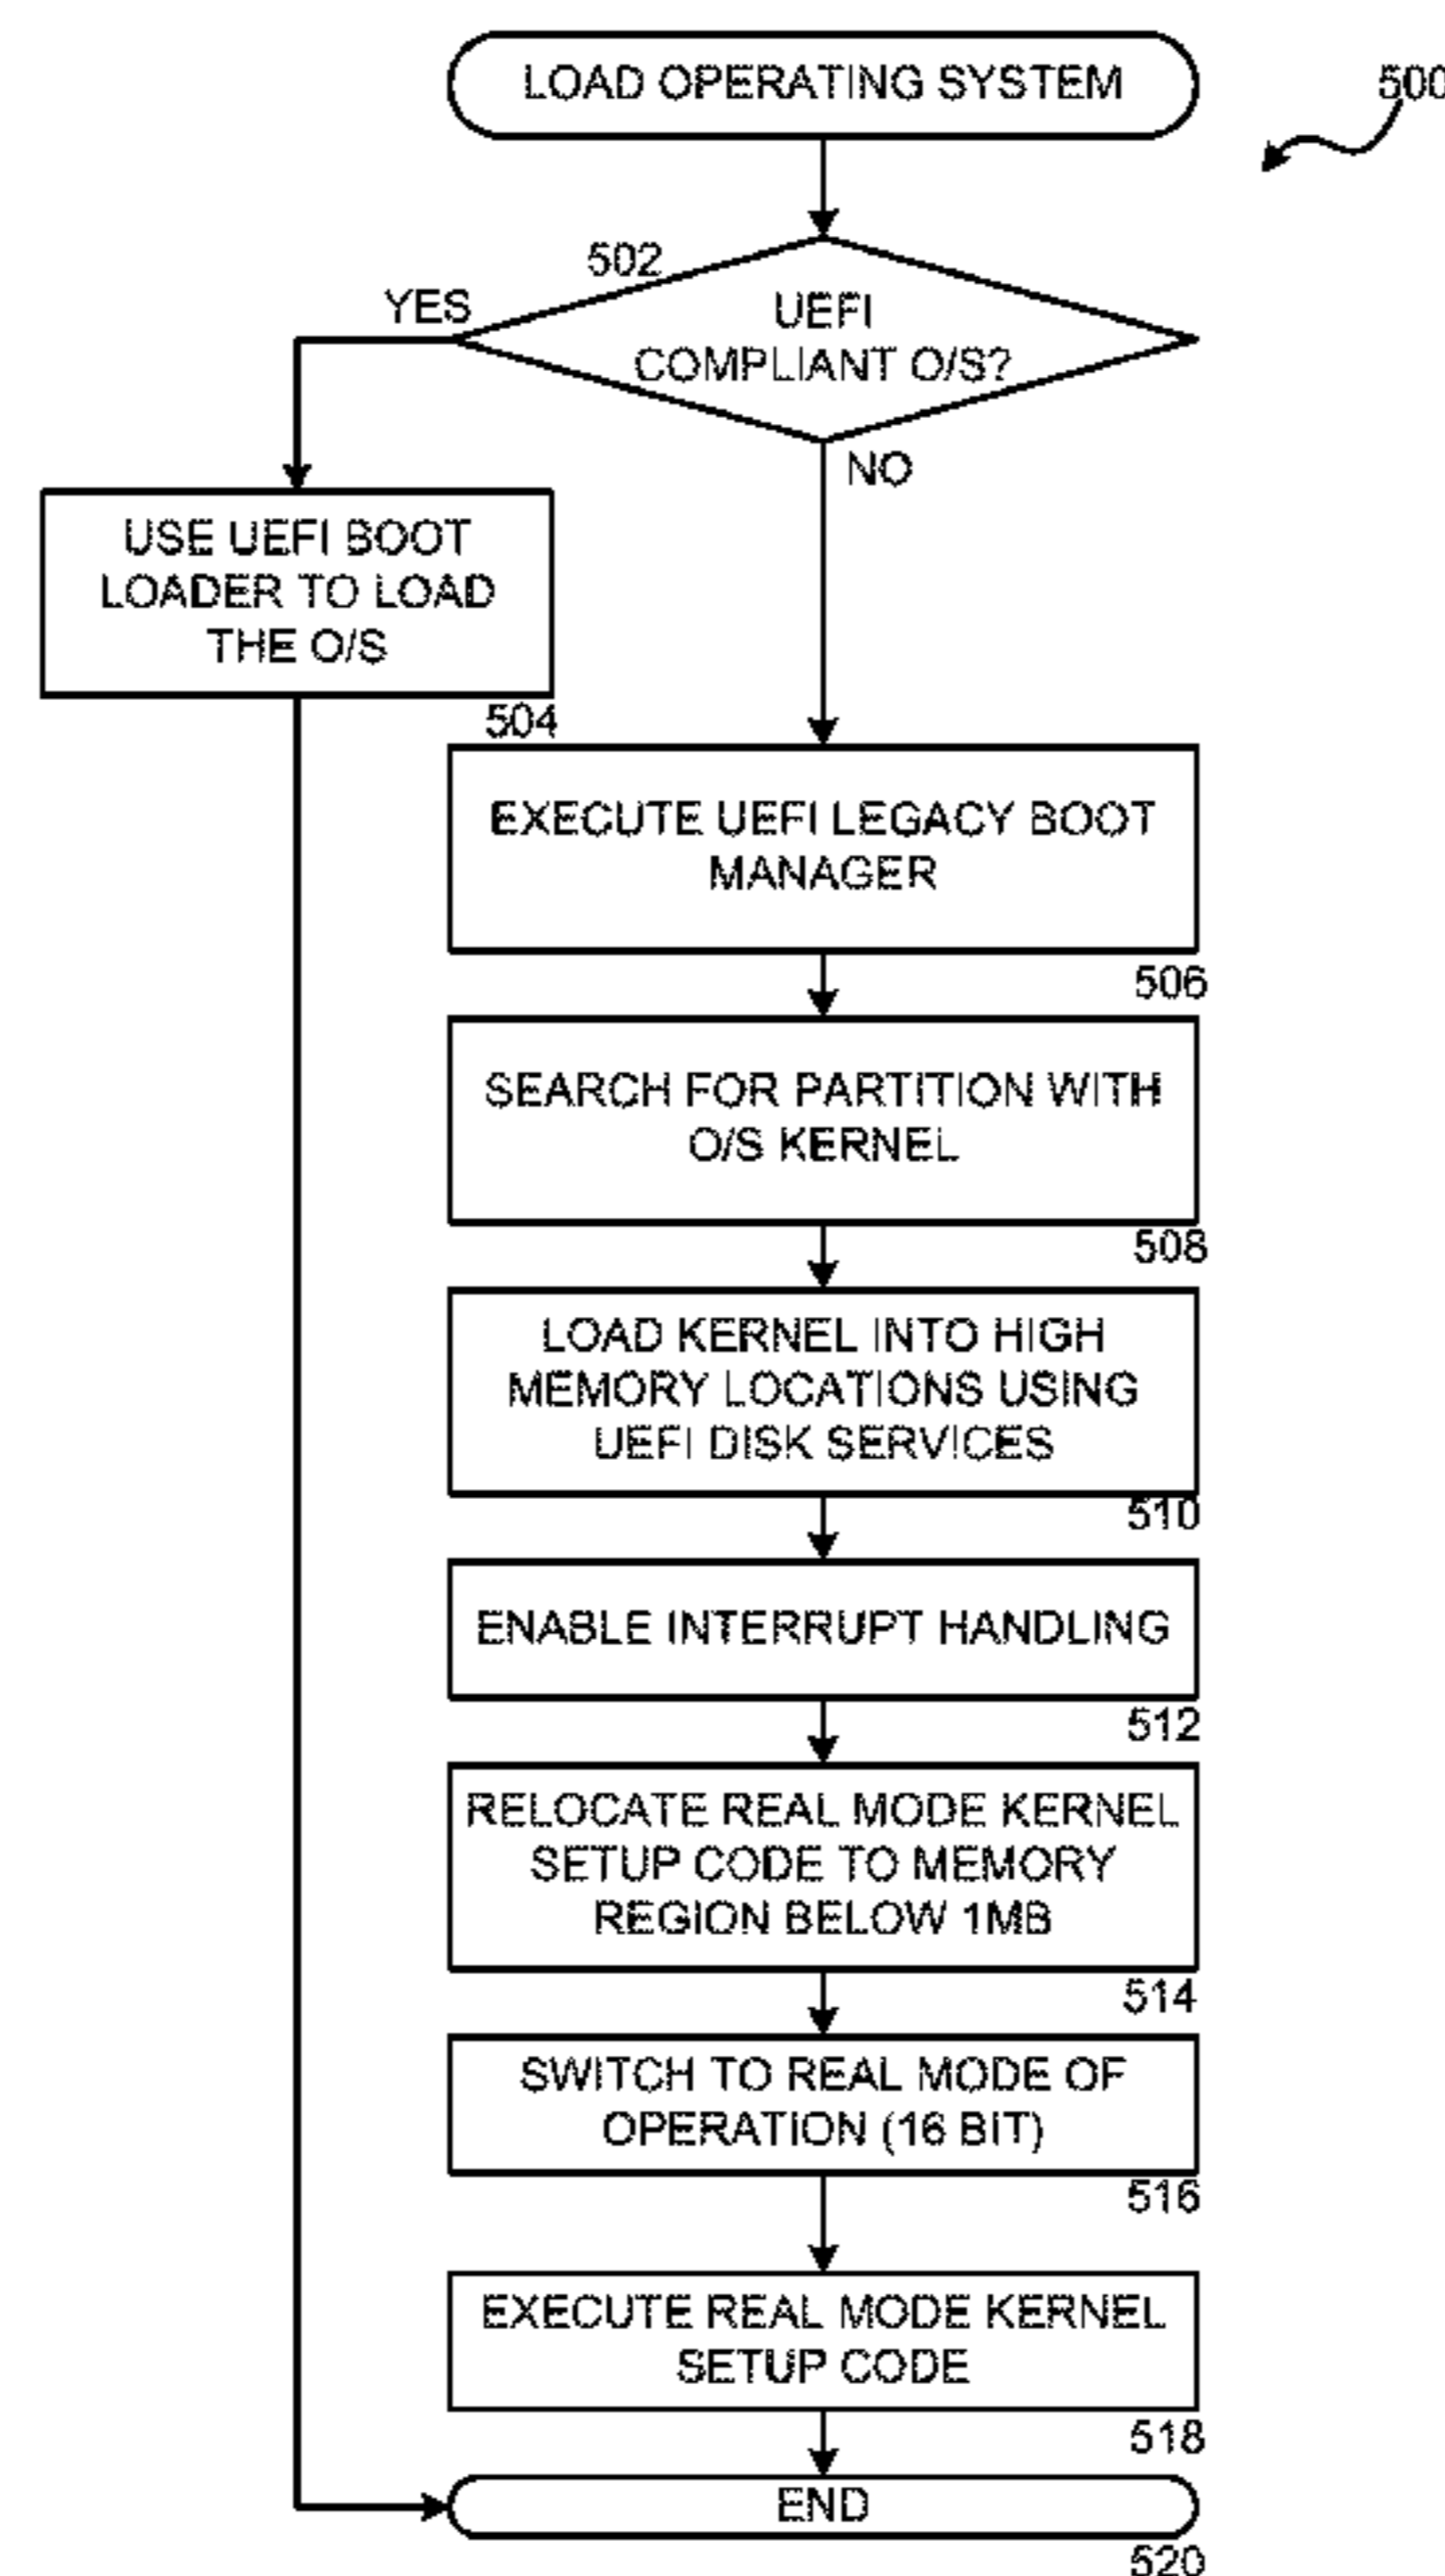 LOAD OPERATING SYSTEM
500
502
YES
UEFI
COMPLIANT O/S?
NO
USE UEFI BOOT
LOADER TO LOAD
THE O/S
504
EXECUTE UEFI LEGACY BOOT
MANAGER
506
SEARCH FOR PARTITION WITH
O/S KERNEL
508
LOAD KERNEL INTO HIGH
MEMORY LOCATIONS USING
UEFI DISK SERVICES
510
ENABLE INTERRUPT HANDLING
512
RELOCATE REAL MODE KERNEL
SETUP CODE TO MEMORY
REGION BELOW 1MB
514
SWITCH TO REAL MODE OF
OPERATION (16 BIT)
516
EXECUTE REAL MODE KERNEL
SETUP CODE
518
END
520